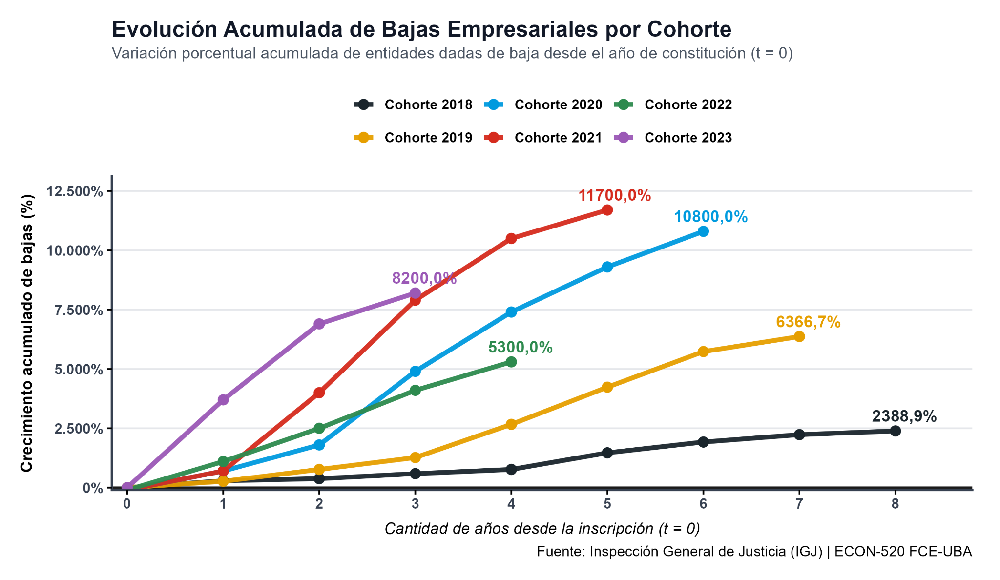 Evolución Acumulada de Bajas Empresariales por Cohorte
Variación porcentual acumulada de entidades dadas de baja desde el año de constitución (t = 0)
Cohorte 2018 Cohorte 2020 Cohorte 2022
Cohorte 2019 Cohorte 2021 Cohorte 2023
Crecimiento acumulado de bajas (%)
12.500%
10.000%
7.500%
5.000%
2.500%
0%
11700,0%
10800,0%
8200,0%
6366,7%
5300,0%
2388,9%
0 1 2 3 4 5 6 7 8
Cantidad de años desde la inscripción (t = 0)
Fuente: Inspección General de Justicia (IGJ) | ECON-520 FCE-UBA